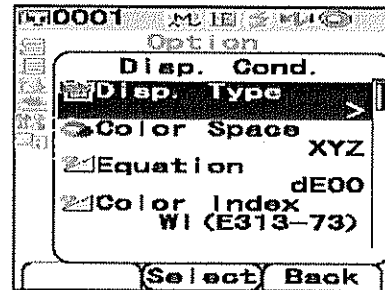 0001
Option
Disp. Cond.
Disp. Type
>
Color Space
XYZ
Equation
dE00
Color Index
WI (E313-73)
Select
Back